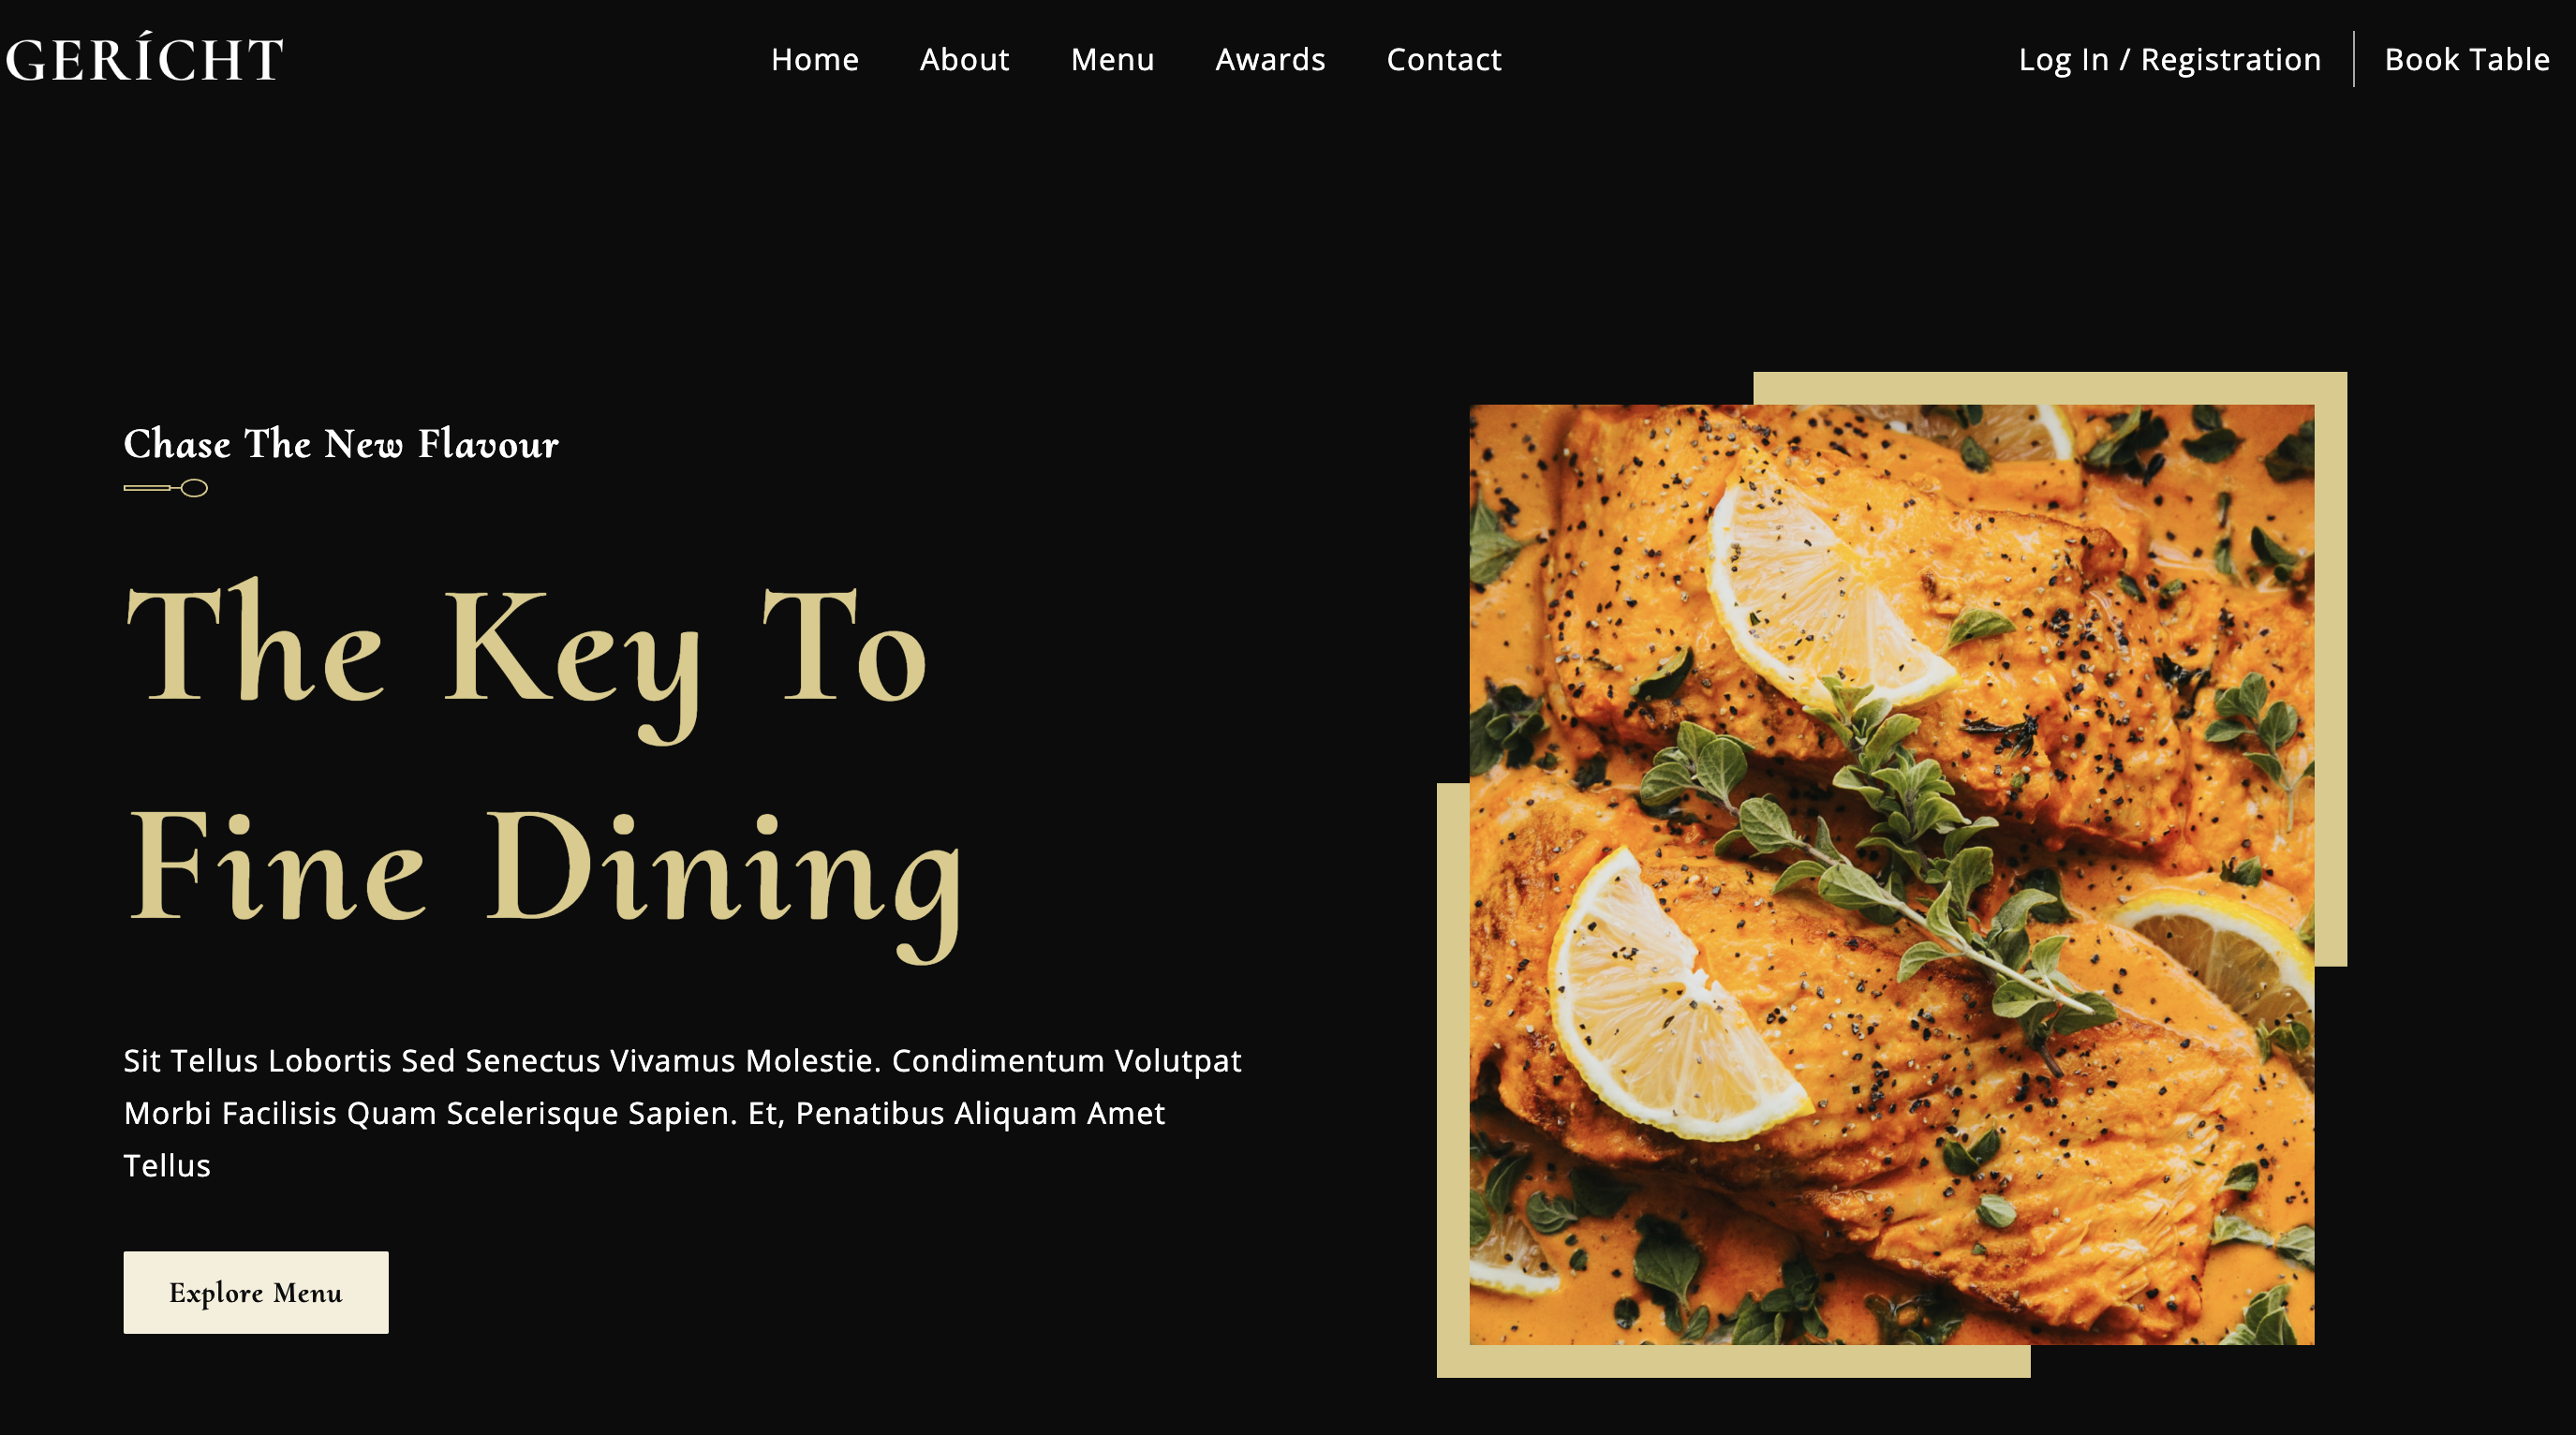 GERÍCHT
Home About Menu Awards Contact
Log In / Registration Book Table
Chase The New Flavour
The Key To
Fine Dining
Sit Tellus Lobortis Sed Senectus Vivamus Molestie. Condimentum Volutpat
Morbi Facilisis Quam Scelerisque Sapien. Et, Penatibus Aliquam Amet
Tellus
Explore Menu